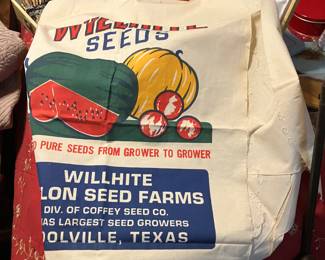 WILLHITE
SEEDS
PURE SEEDS FROM GROWER TO GROWER
WILLHITE
LON SEED FARMS
DIV. OF COFFEY SEED CO.
AS LARGEST SEED GROWERS
OLVILLE, TEXAS